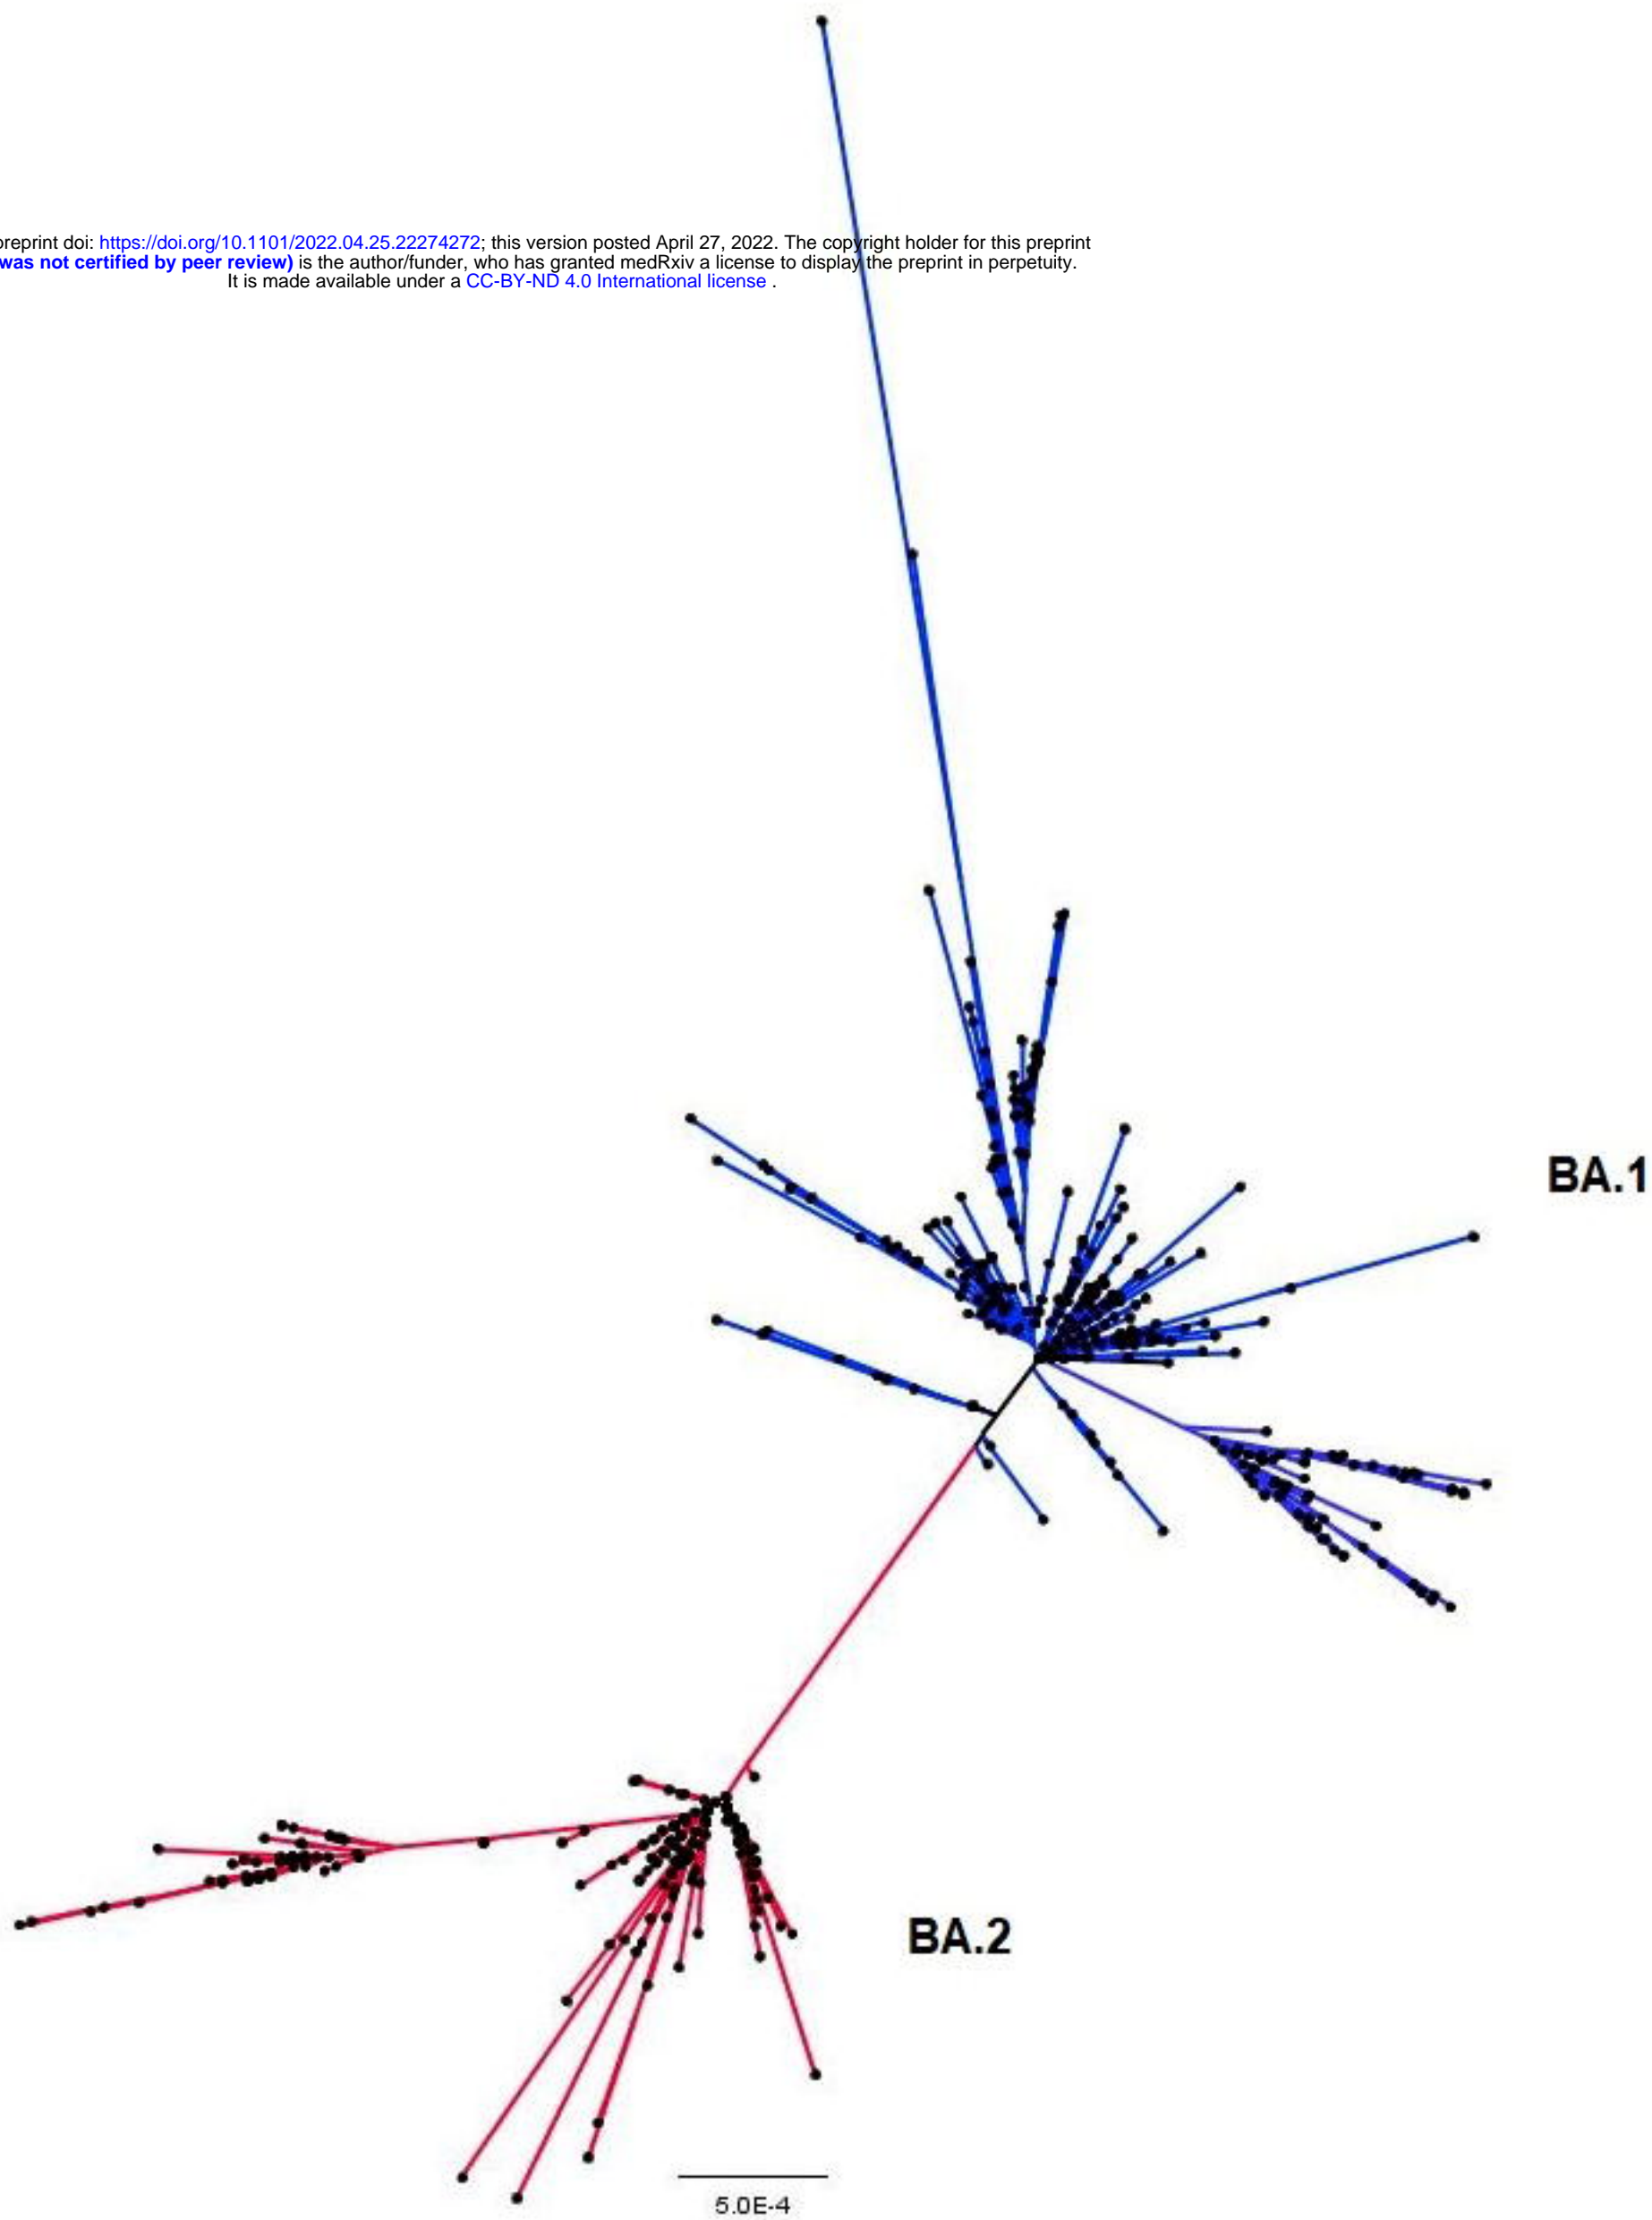 preprint doi: https://doi.org/10.1101/2022.04.25.22274272; this version posted April 27, 2022. The copyright holder for this preprint
was not certified by peer review) is the author/funder, who has granted medRxiv a license to display the preprint in perpetuity.
It is made available under a CC-BY-ND 4.0 International license .
BA.1
BA.2
5.0E-4